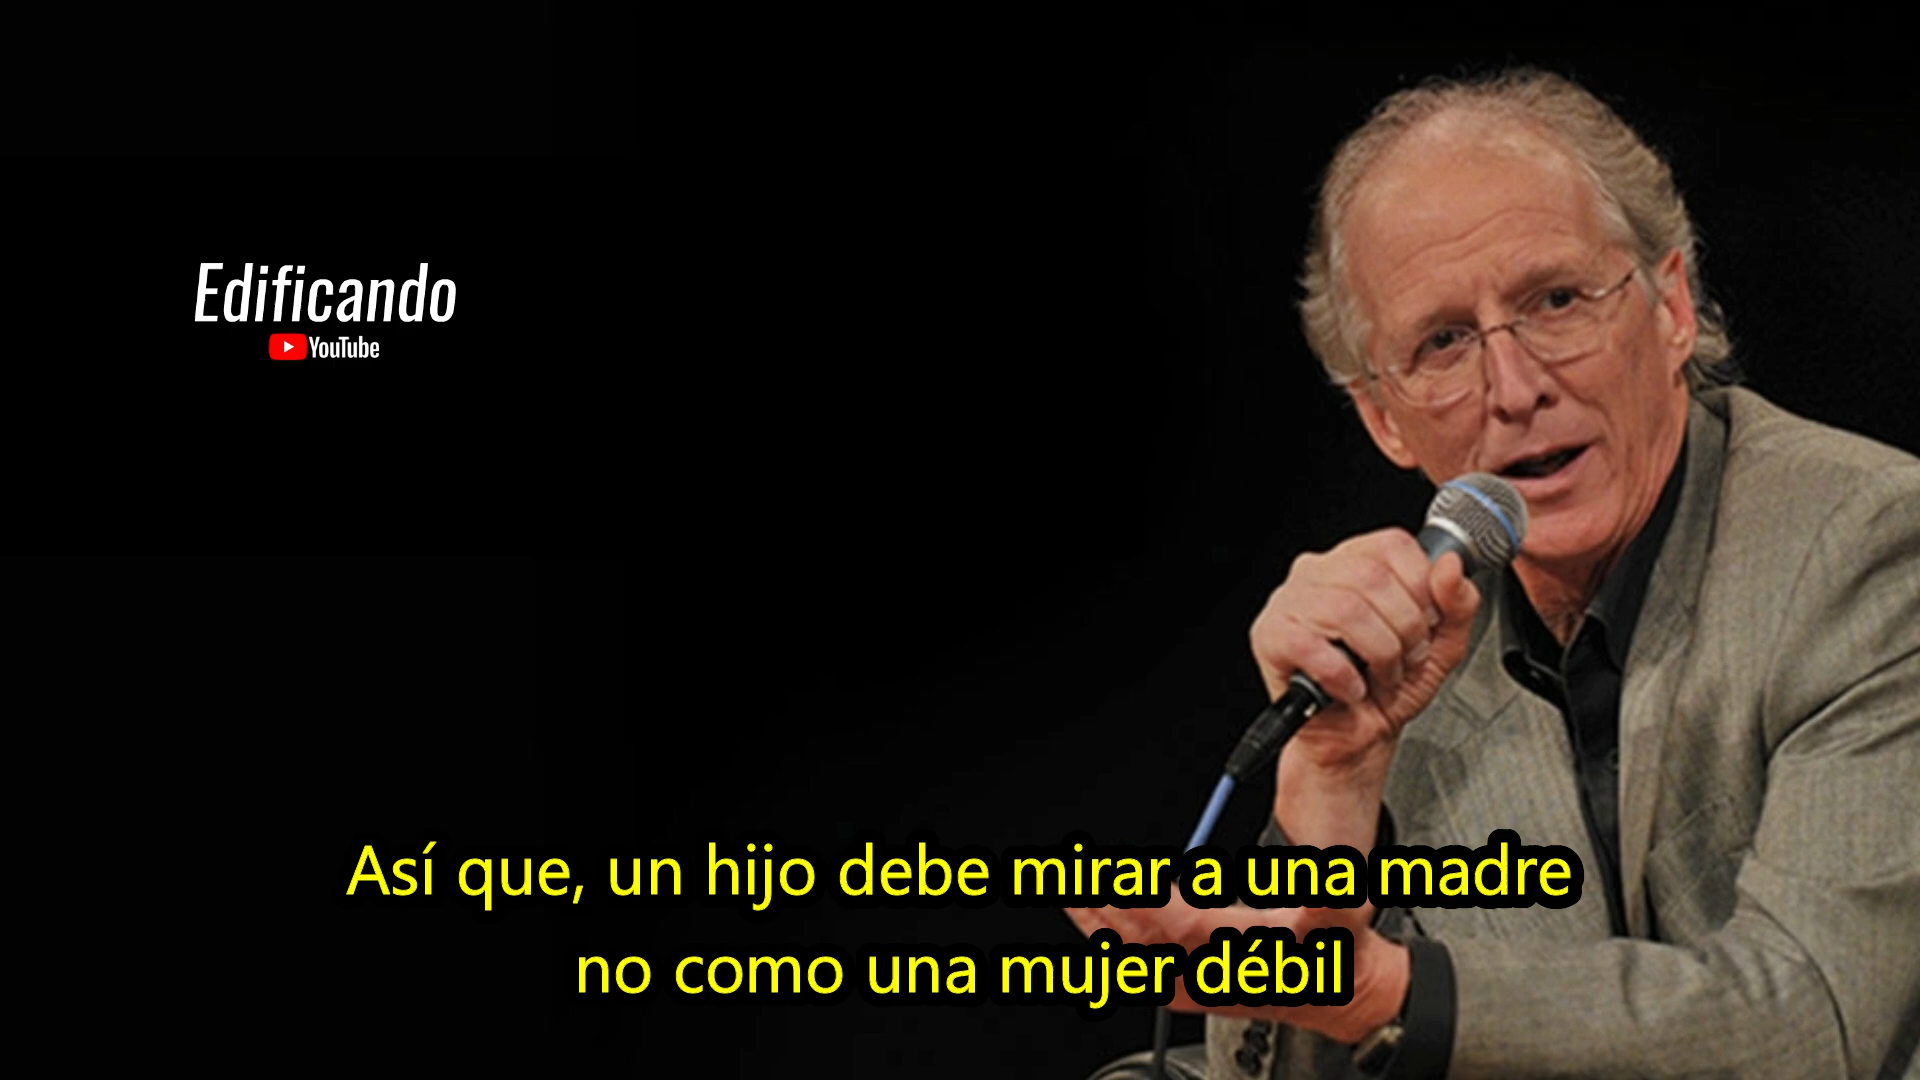 Edificando
YouTube
Así que, un hijo debe mirar a una madre
no como una mujer débil